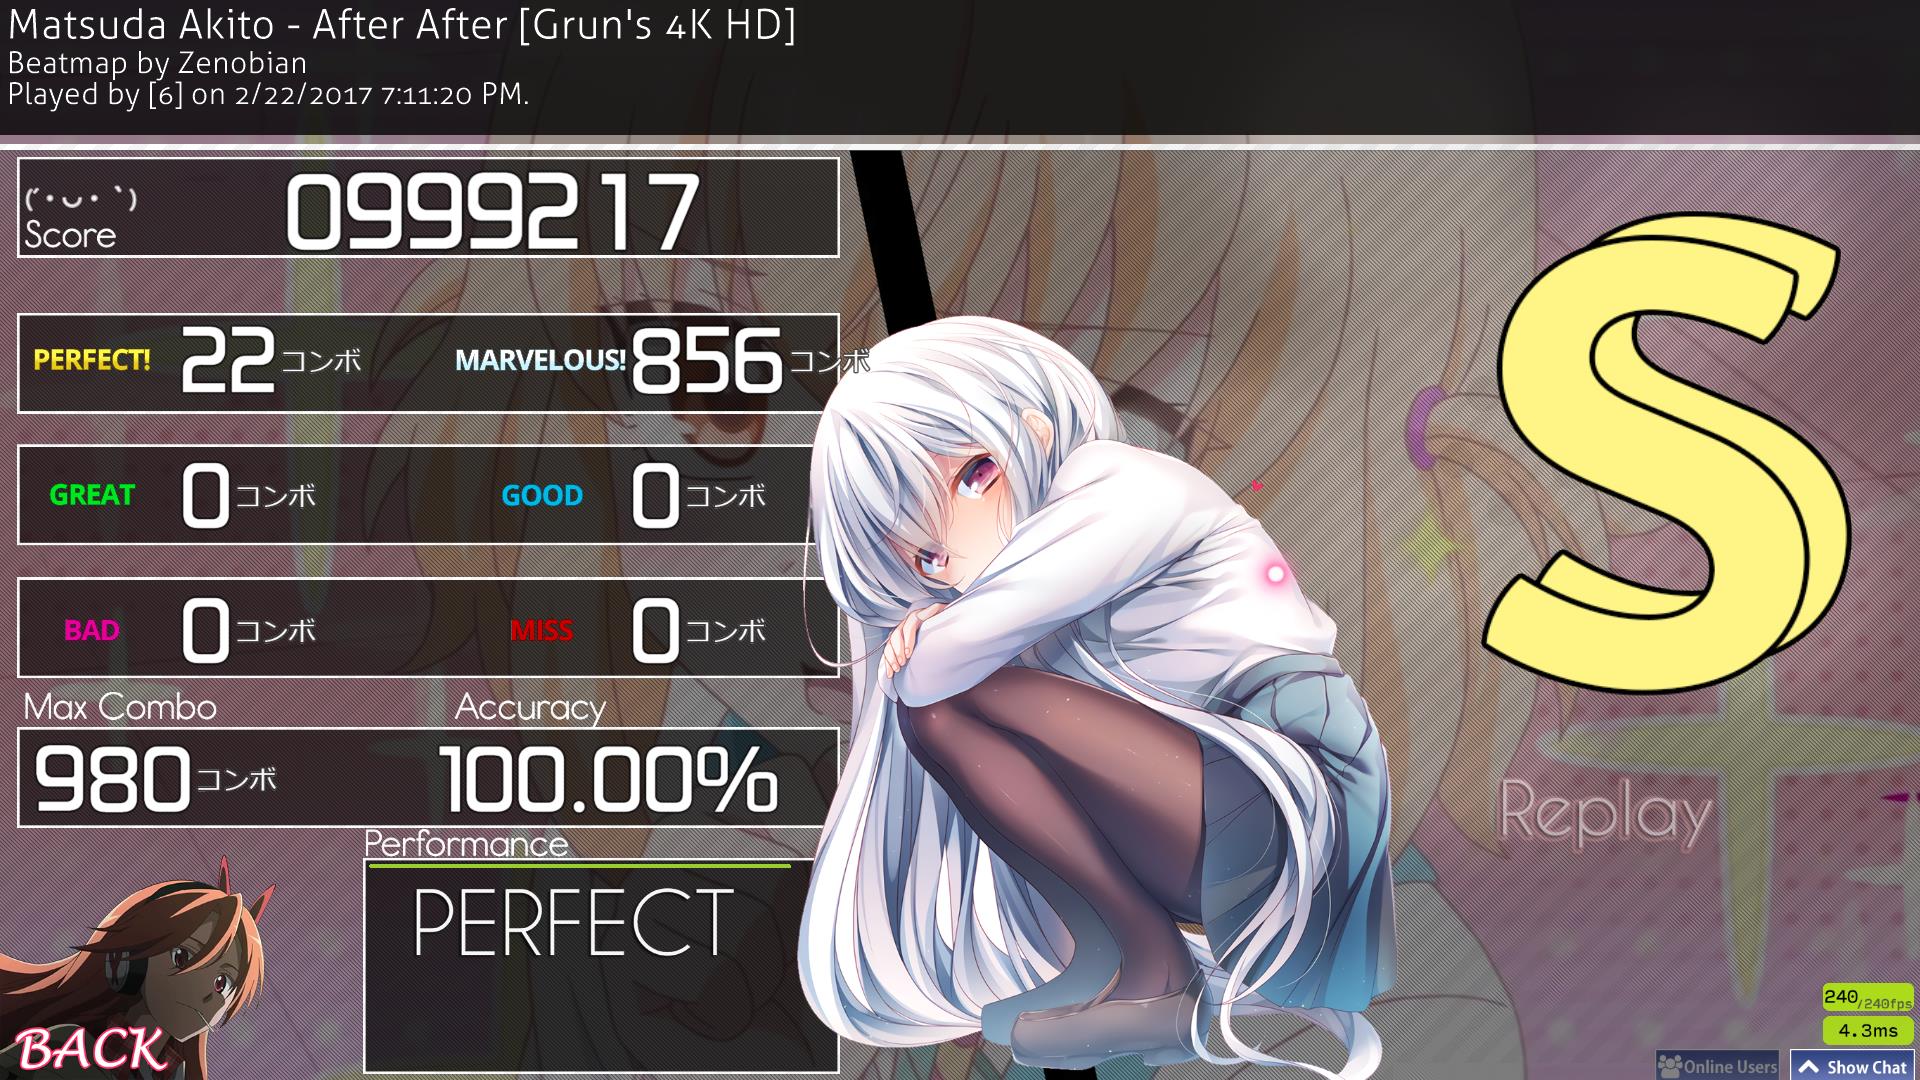 Matsuda Akito - After After [Grun's 4K HD]
Beatmap by Zenobian
Played by [6] on 2/22/2017 7:11:20 PM.
(´・ᴗ・`)
Score 0999217
PERFECT! 22コンボ MARVELOUS! 856コンボ
GREAT 0コンボ GOOD 0コンボ
BAD 0コンボ MISS 0コンボ
Max Combo Accuracy
980コンボ 100.00%
Performance
PERFECT
S
Replay
BACK
240/240fps
4.3ms
Online Users Show Chat